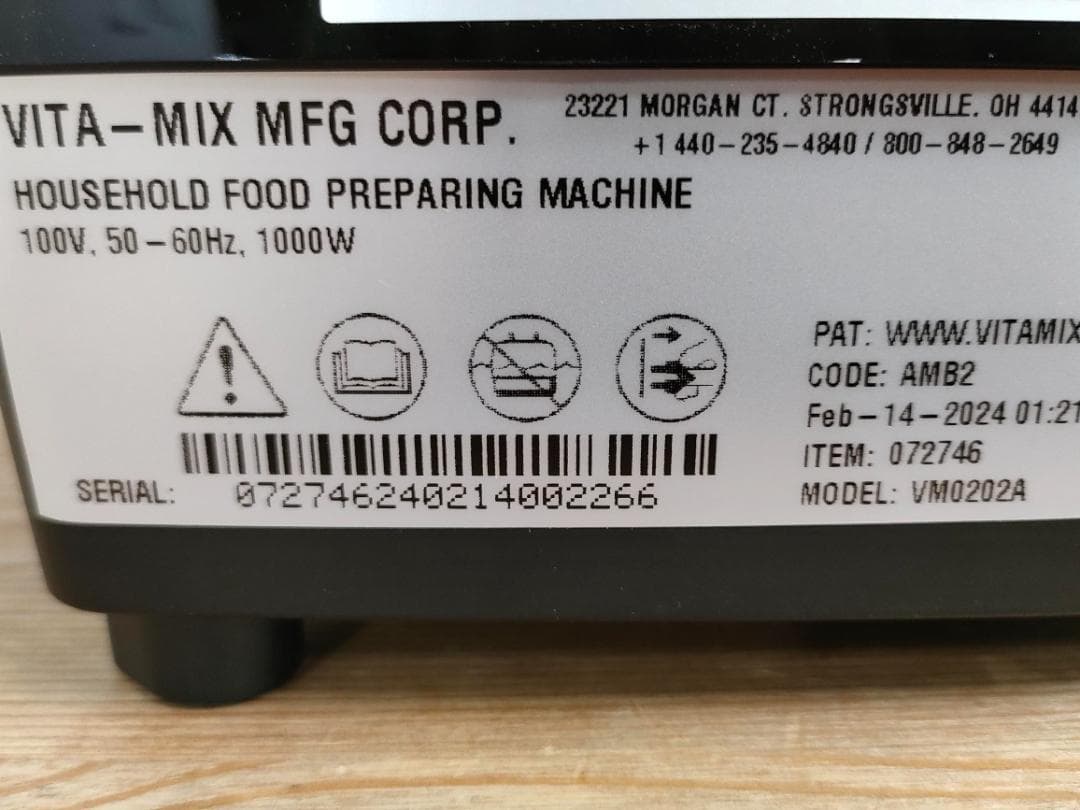 VITA-MIX MFG CORP.
23221 MORGAN CT. STRONGSVILLE. OH 4414
+1 440-235-4840 / 800-848-2649
HOUSEHOLD FOOD PREPARING MACHINE
100V, 50-60Hz, 1000W
PAT: WWW.VITAMIX
CODE: AMB2
Feb-14-2024 01:21
ITEM: 072746
MODEL: VM0202A
SERIAL: 072746240214002266